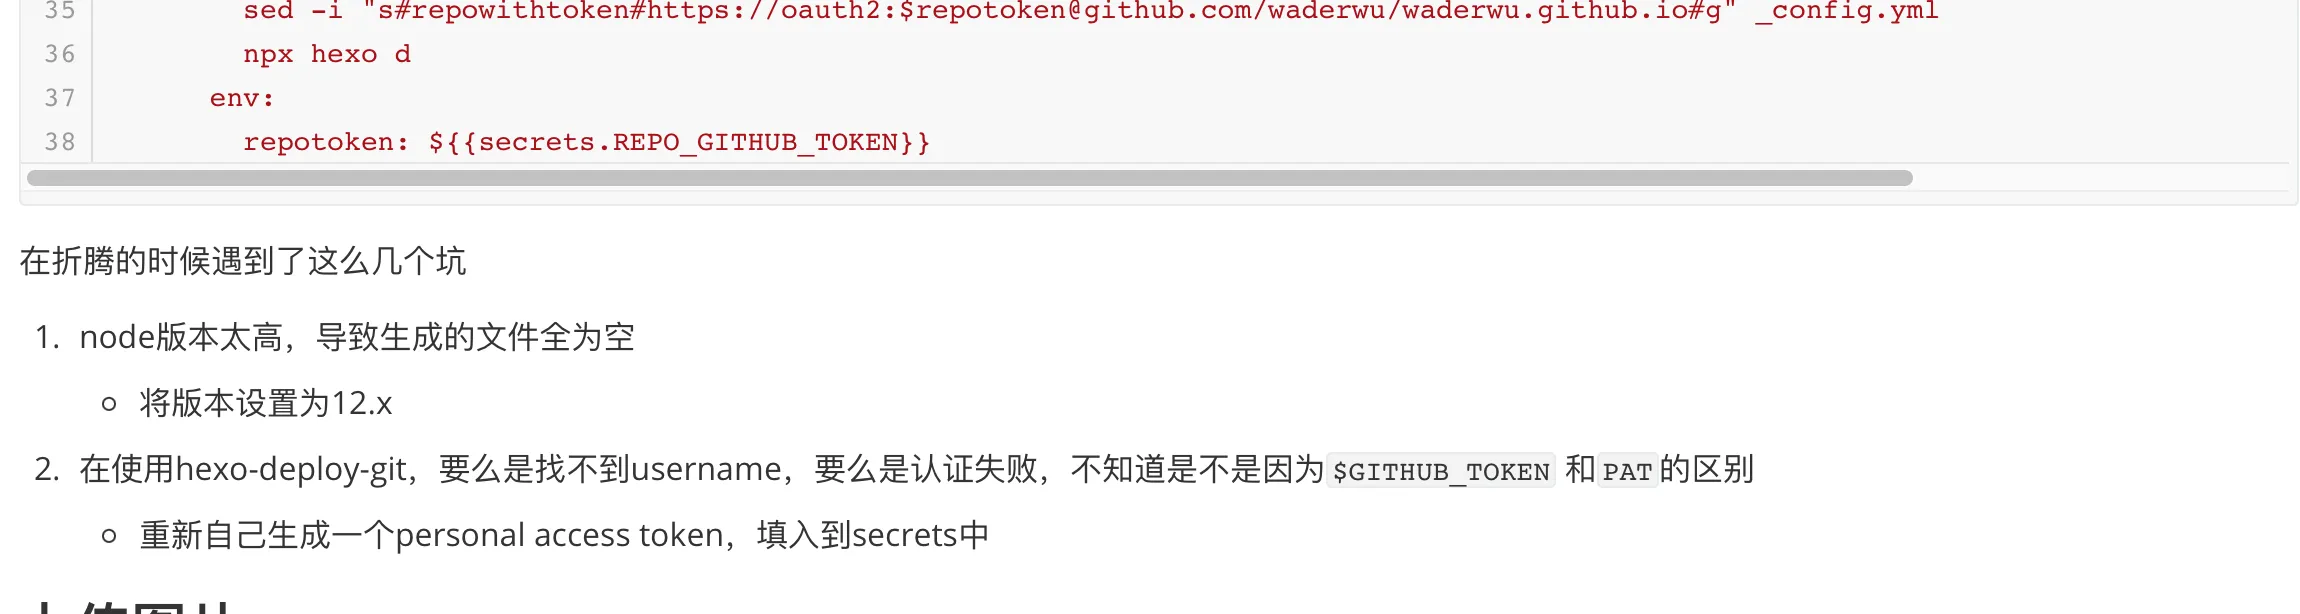 35 sed -i "s#repowithtoken#https://oauth2:$repotoken@github.com/waderwu/waderwu.github.io#g" _config.yml
36 npx hexo d
37 env:
38 repotoken: ${{secrets.REPO_GITHUB_TOKEN}}
在折腾的时候遇到了这么几个坑
1. node版本太高，导致生成的文件全为空
○ 将版本设置为12.x
2. 在使用hexo-deploy-git，要么是找不到username，要么是认证失败，不知道是不是因为$GITHUB_TOKEN 和PAT的区别
○ 重新自己生成一个personal access token，填入到secrets中